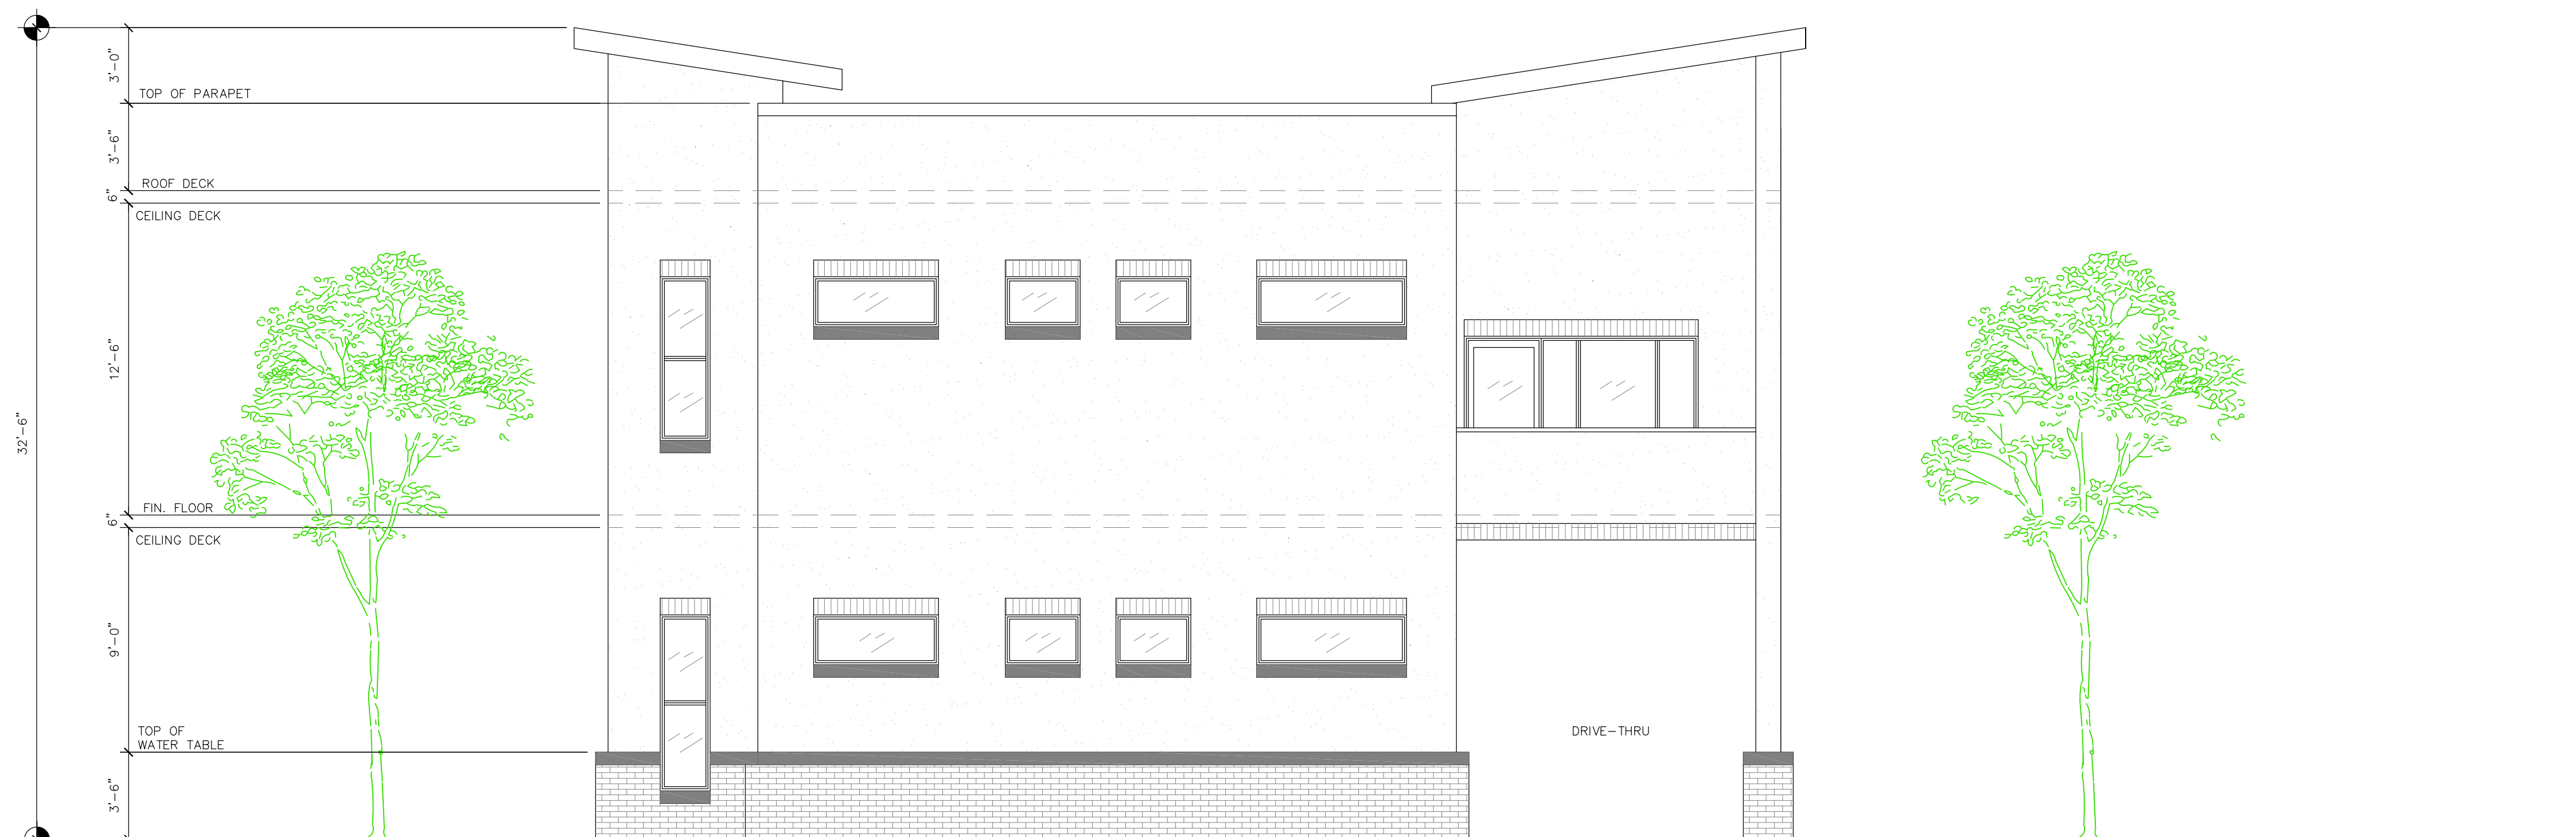 3'-0"
TOP OF PARAPET
3'-6"
ROOF DECK
6"
CEILING DECK
12'-6"
32'-6"
FIN. FLOOR
6"
CEILING DECK
9'-0"
TOP OF
WATER TABLE
DRIVE-THRU
3'-6"